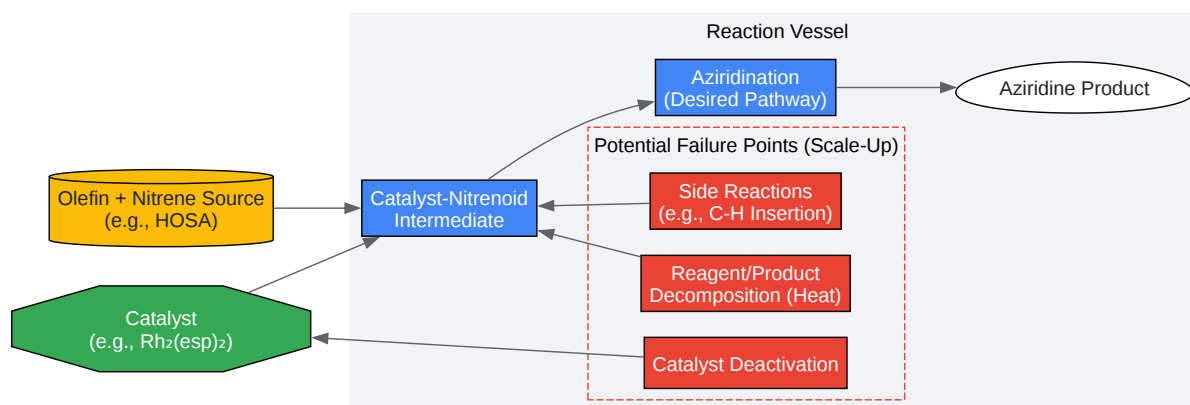 Reaction Vessel
Aziridination
(Desired Pathway)
Aziridine Product
Potential Failure Points (Scale-Up)
Olefin + Nitrene Source
(e.g., HOSA)
Catalyst-Nitrenoid
Intermediate
Side Reactions
(e.g., C-H Insertion)
Reagent/Product
Decomposition (Heat)
Catalyst
(e.g., Rh₂(esp)₂)
Catalyst Deactivation